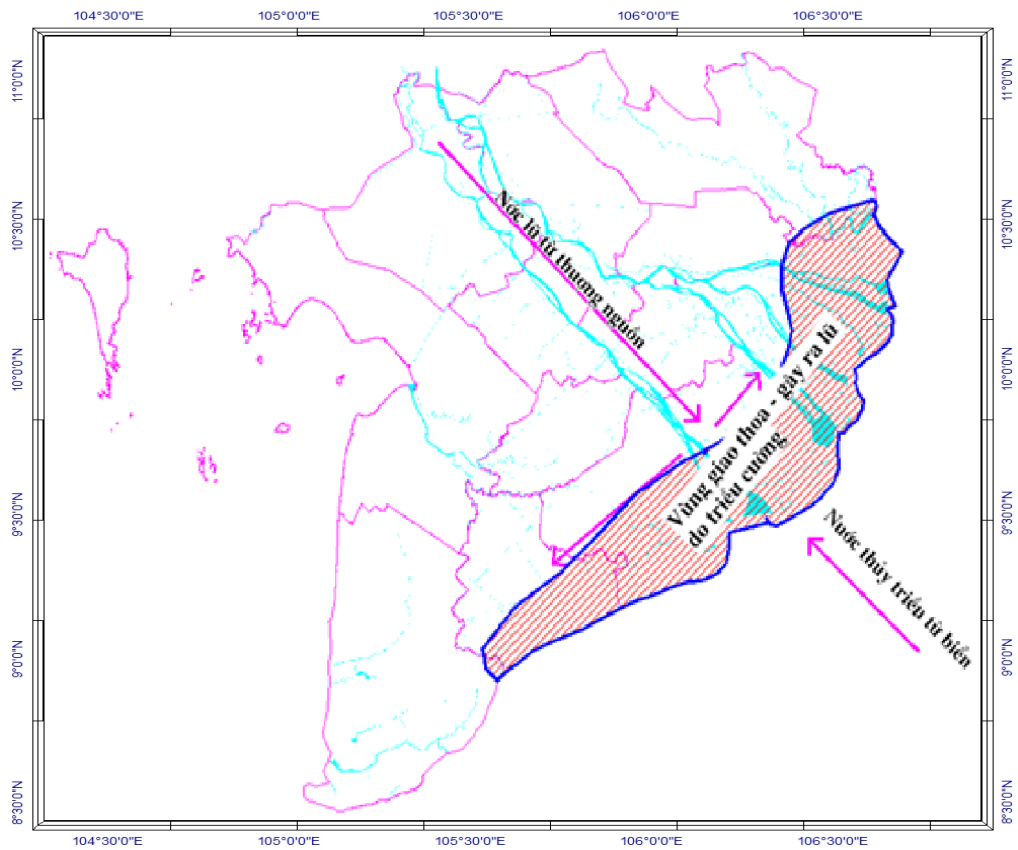 104°30'0"E 105°0'0"E 105°30'0"E 106°0'0"E 106°30'0"E
11°0'0"N
11°0'0"N
10°30'0"N
10°30'0"N
10°0'0"N
10°0'0"N
9°30'0"N
9°30'0"N
9°0'0"N
9°0'0"N
8°30'0"N
8°30'0"N
Nớc lũ từ thượng nguồn
Vùng giao thoa - gây ra lũ
do triều cường
Nước thủy triều từ biển
104°30'0"E 105°0'0"E 105°30'0"E 106°0'0"E 106°30'0"E